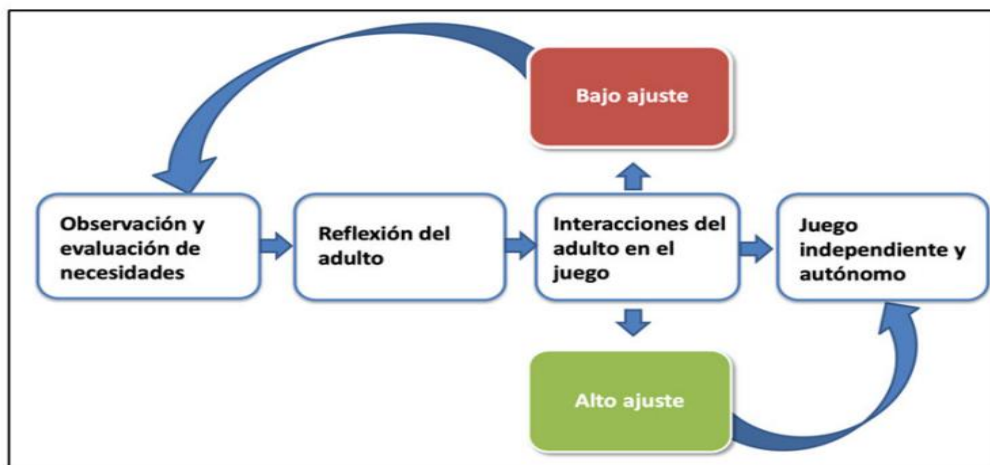 Bajo ajuste
Observación y
evaluación de
necesidades
Reflexión del
adulto
Interacciones del
adulto en el
juego
Juego
independiente y
autónomo
Alto ajuste